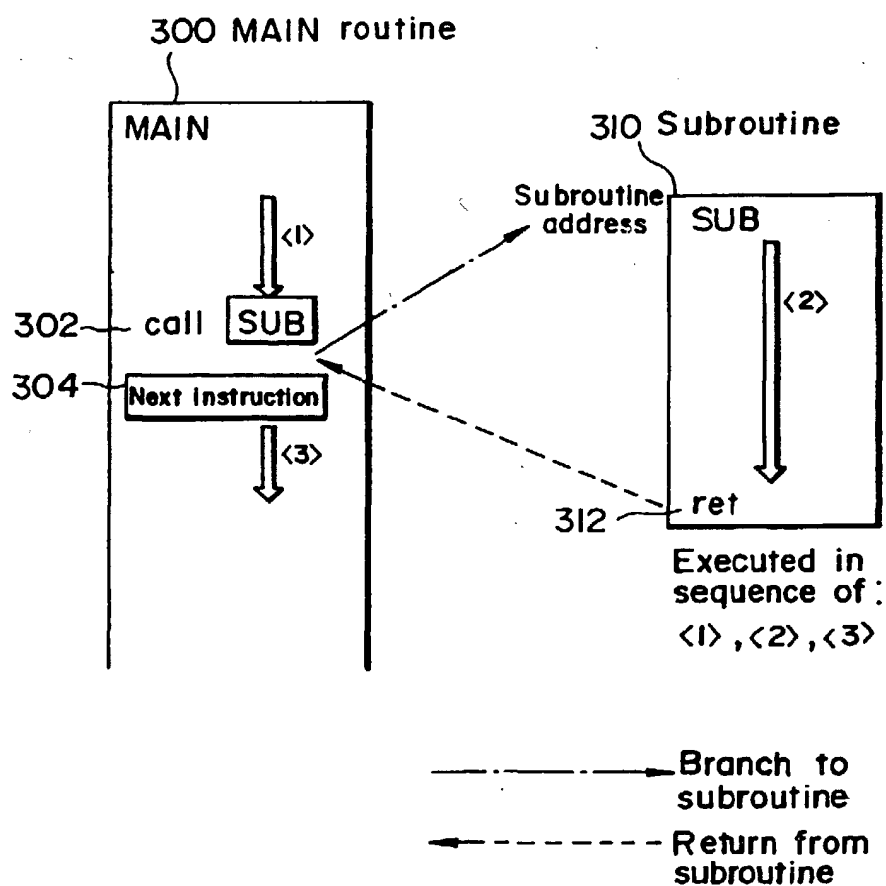 300 MAIN routine
MAIN
<1>
302 call SUB
304 Next instruction
<3>
310 Subroutine
Subroutine
address
SUB
<2>
312 ret
Executed in
sequence of :
<1> , <2>, <3>
Branch to
subroutine
Return from
subroutine